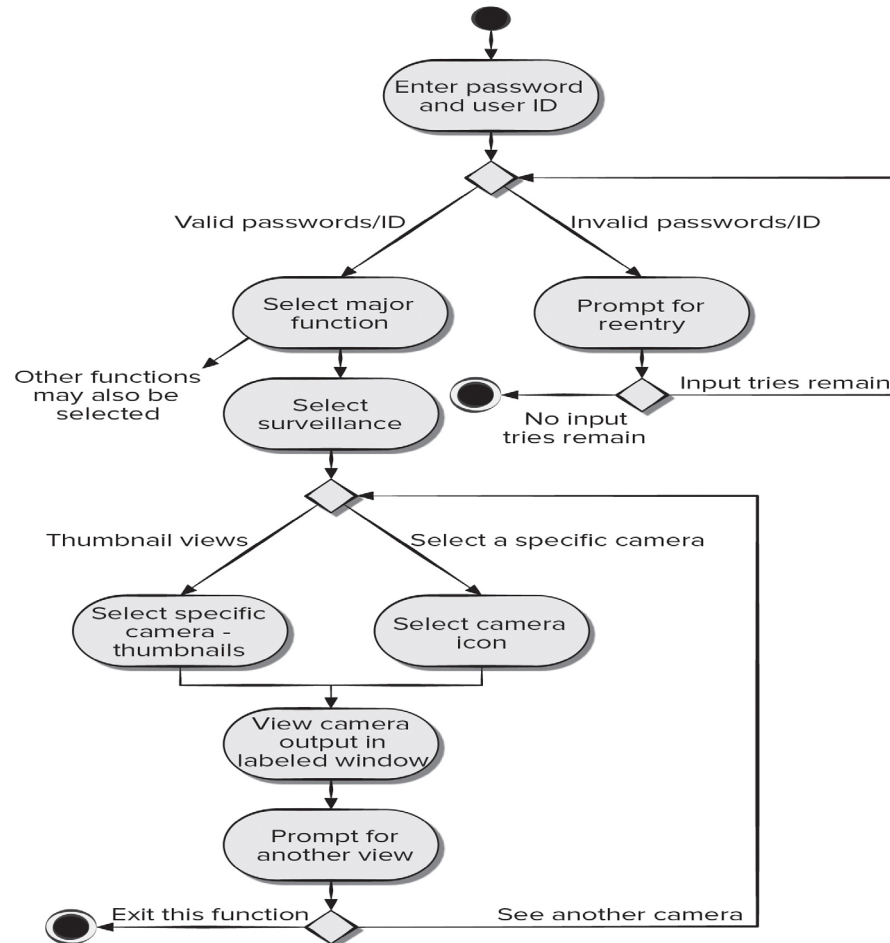 Enter password
and user ID
Valid passwords/ID
Invalid passwords/ID
Select major
function
Prompt for
reentry
Other functions
may also be
selected
Select
surveillance
Input tries remain
No input
tries remain
Thumbnail views
Select a specific camera
Select specific
camera -
thumbnails
Select camera
icon
View camera
output in
labeled window
Prompt for
another view
Exit this function
See another camera